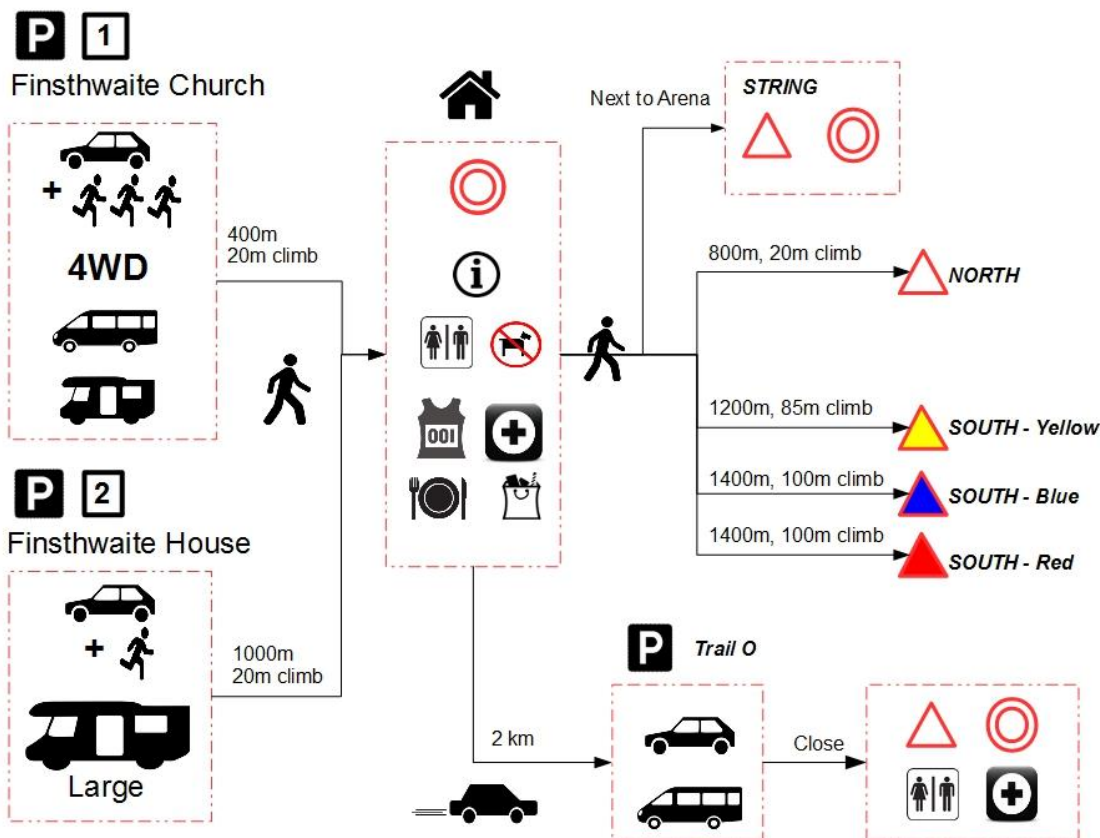 P 1
Finsthwaite Church
+
4WD
400m
20m climb
P 2
Finsthwaite House
+
Large
1000m
20m climb
i
001
Next to Arena
STRING
800m, 20m climb
NORTH
1200m, 85m climb
SOUTH - Yellow
1400m, 100m climb
SOUTH - Blue
1400m, 100m climb
SOUTH - Red
2 km
P Trail O
Close